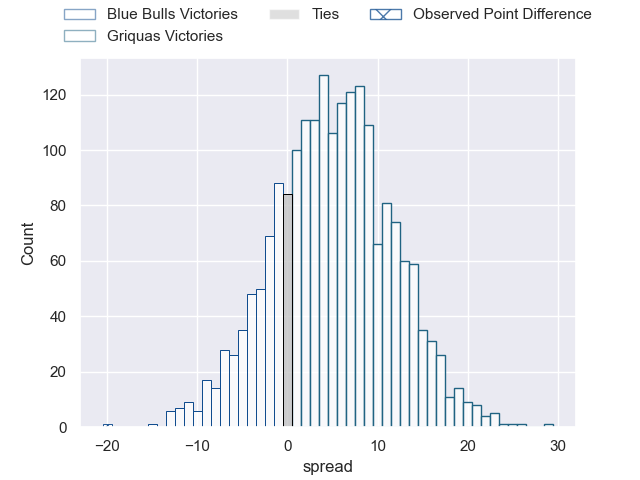 Blue Bulls Victories
Ties
Observed Point Difference
Griquas Victories
120
100
80
60
40
20
0
Count
−20
−10
0
10
20
30
spread